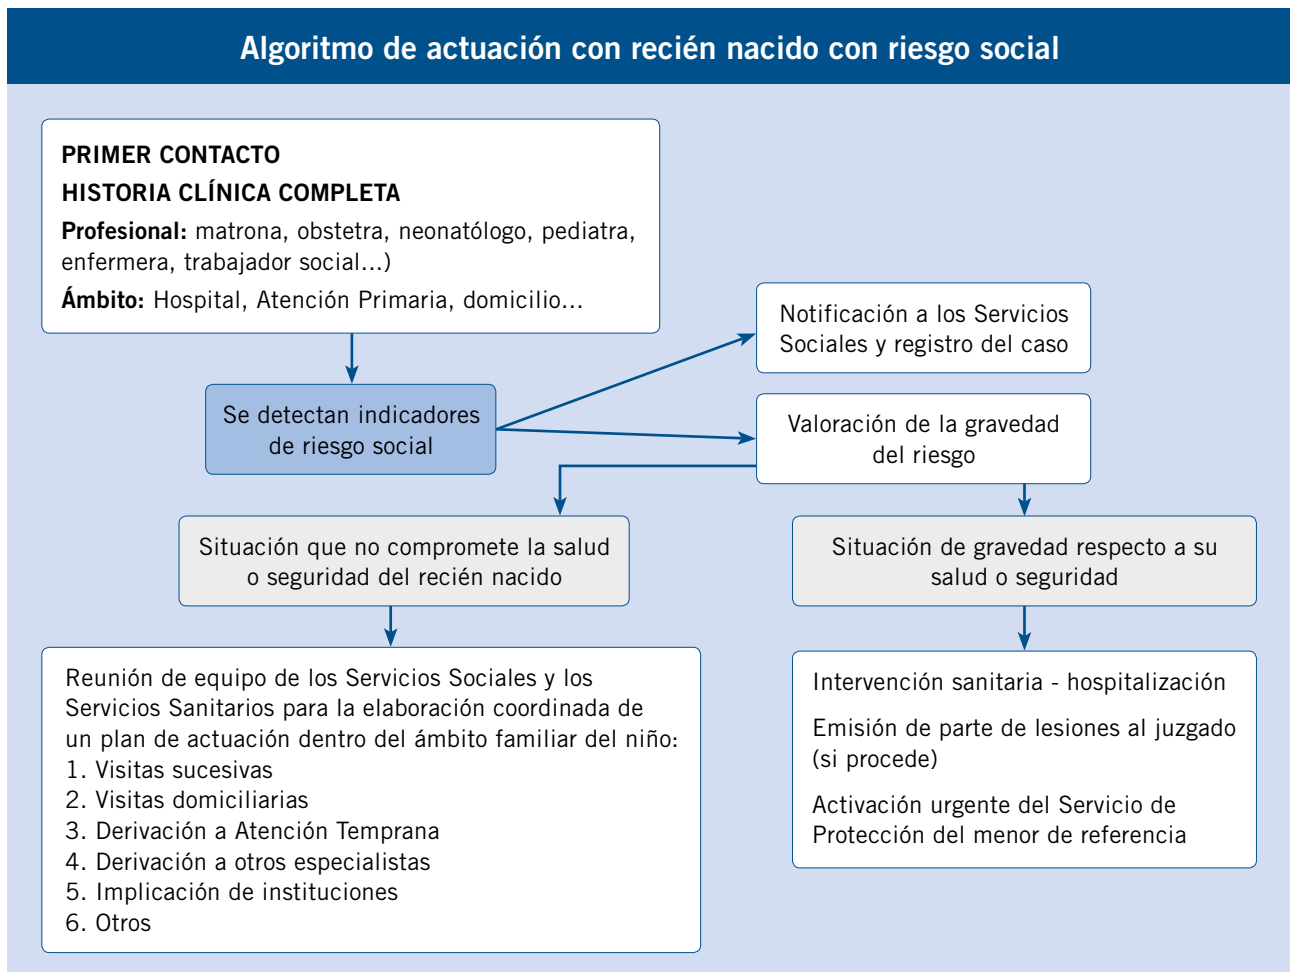 Algoritmo de actuación con recién nacido con riesgo social
PRIMER CONTACTO
HISTORIA CLÍNICA COMPLETA
Profesional: matrona, obstetra, neonatólogo, pediatra,
enfermera, trabajador social...)
Ámbito: Hospital, Atención Primaria, domicilio...
Notificación a los Servicios
Sociales y registro del caso
Se detectan indicadores
de riesgo social
Valoración de la gravedad
del riesgo
Situación que no compromete la salud
o seguridad del recién nacido
Situación de gravedad respecto a su
salud o seguridad
Reunión de equipo de los Servicios Sociales y los
Servicios Sanitarios para la elaboración coordinada de
un plan de actuación dentro del ámbito familiar del niño:
1. Visitas sucesivas
2. Visitas domiciliarias
3. Derivación a Atención Temprana
4. Derivación a otros especialistas
5. Implicación de instituciones
6. Otros
Intervención sanitaria - hospitalización
Emisión de parte de lesiones al juzgado
(si procede)
Activación urgente del Servicio de
Protección del menor de referencia